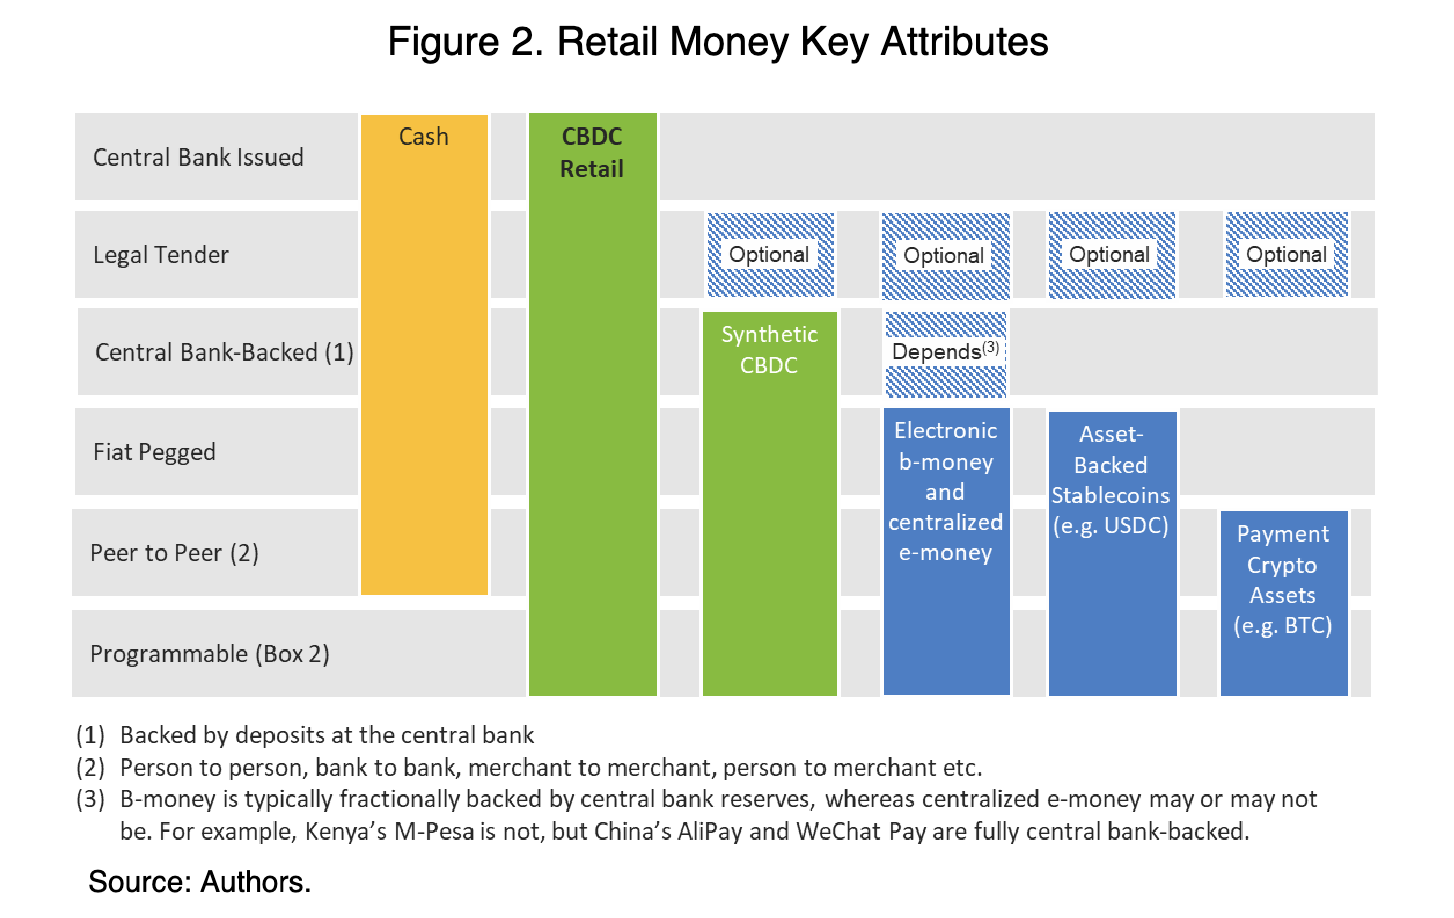 Figure 2. Retail Money Key Attributes
Central Bank Issued
Cash
CBDC
Retail
Legal Tender
Optional
Optional
Optional
Optional
Central Bank-Backed (1)
Synthetic
CBDC
Depends(3)
Fiat Pegged
Electronic
b-money
and
centralized
e-money
Asset-
Backed
Stablecoins
(e.g. USDC)
Peer to Peer (2)
Payment
Crypto
Assets
(e.g. BTC)
Programmable (Box 2)
(1) Backed by deposits at the central bank
(2) Person to person, bank to bank, merchant to merchant, person to merchant etc.
(3) B-money is typically fractionally backed by central bank reserves, whereas centralized e-money may or may not
be. For example, Kenya’s M-Pesa is not, but China’s AliPay and WeChat Pay are fully central bank-backed.
Source: Authors.